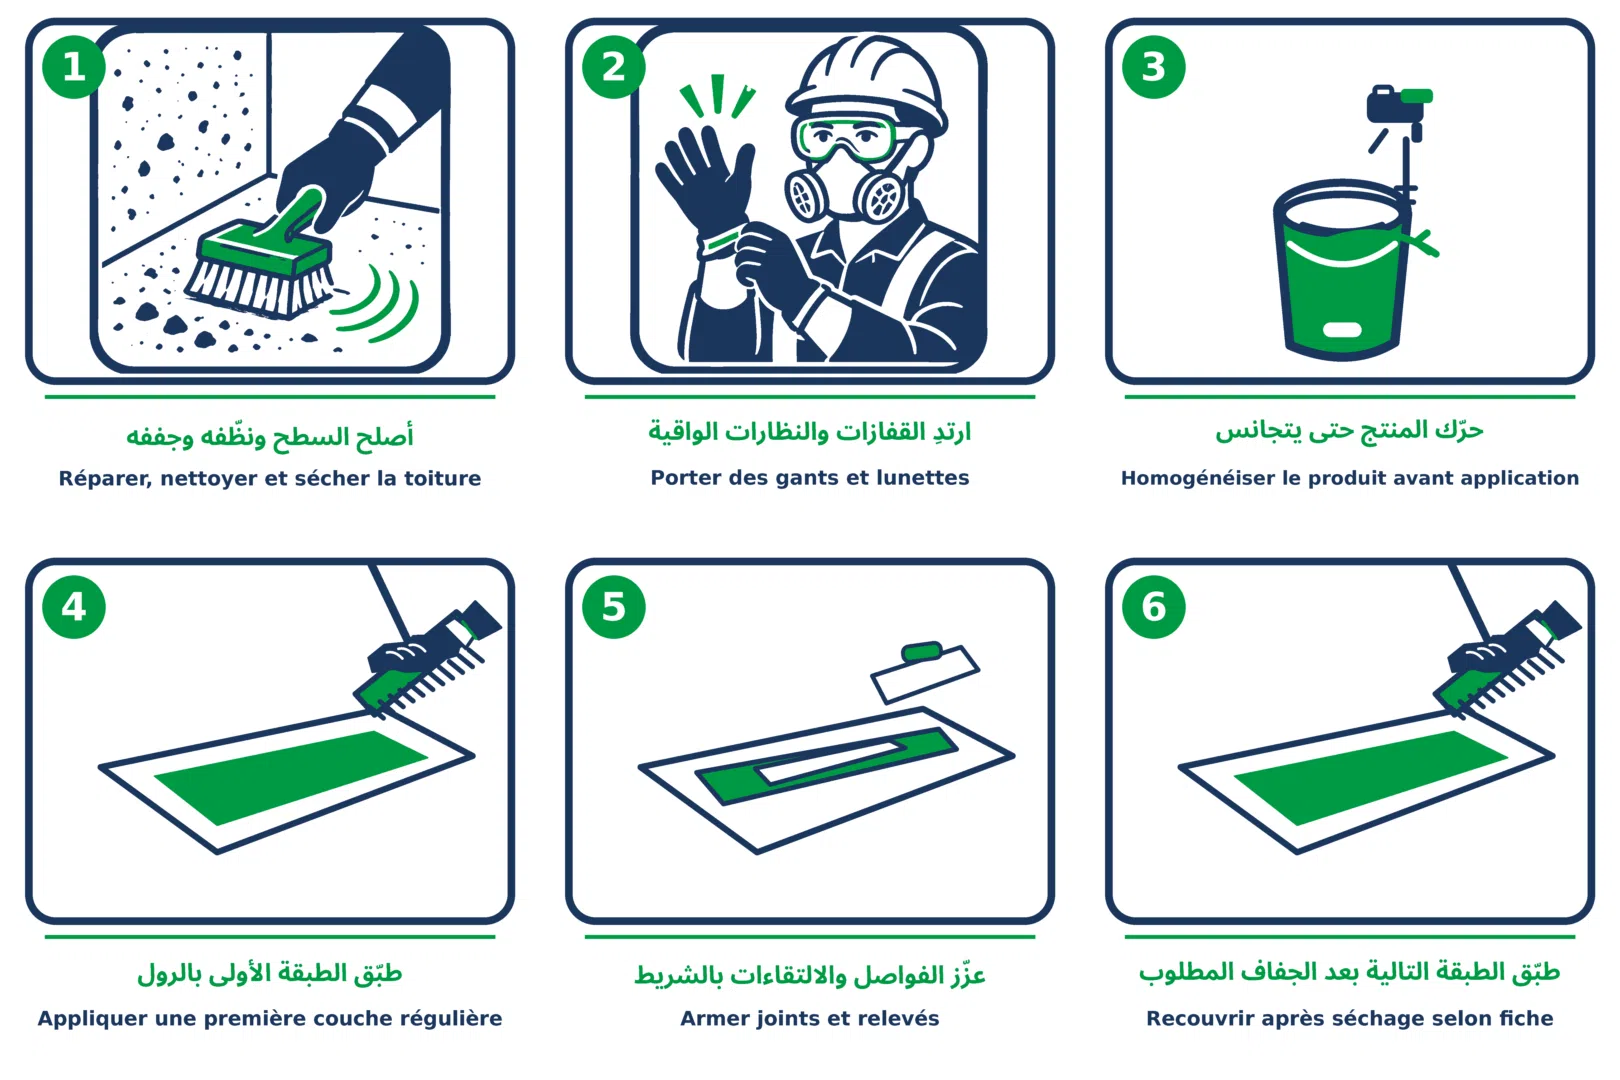 1
أصلح السطح ونظّفه وجففه
Réparer, nettoyer et sécher la toiture
2
ارتدِ القفازات والنظارات الواقية
Porter des gants et lunettes
3
حرّك المنتج حتى يتجانس
Homogénéiser le produit avant application
4
طبّق الطبقة الأولى بالرول
Appliquer une première couche régulière
5
عزّز الفواصل والالتقاءات بالشريط
Armer joints et relevés
6
طبّق الطبقة التالية بعد الجفاف المطلوب
Recouvrir après séchage selon fiche